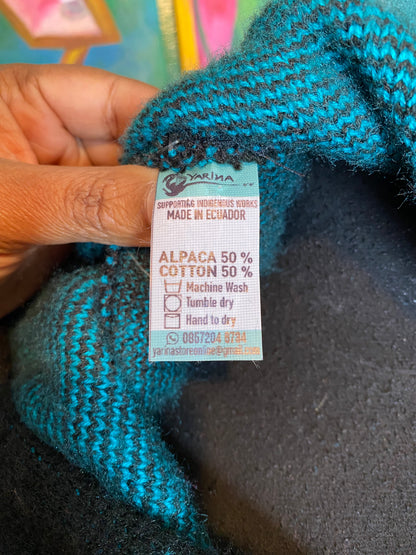 YARINA
SUPPORTING INDIGENOUS WORKS
MADE IN ECUADOR
ALPACA 50 %
COTTON 50 %
Machine Wash
Tumble dry
Hand to dry
0857204 8734
yarinastoreonline@gmail.com